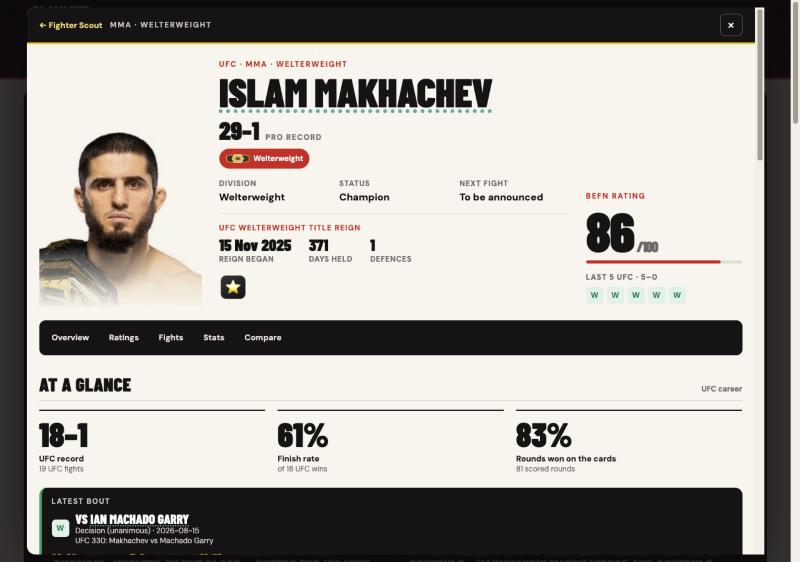 ← Fighter Scout MMA · WELTERWEIGHT ×
UFC · MMA · WELTERWEIGHT
ISLAM MAKHACHEV
29–1 PRO RECORD
Welterweight
DIVISION STATUS NEXT FIGHT
Welterweight Champion To be announced
BEFN RATING
86 /100
LAST 5 UFC · 5–0
W W W W W
UFC WELTERWEIGHT TITLE REIGN
15 Nov 2025 371 1
REIGN BEGAN DAYS HELD DEFENCES
Overview Ratings Fights Stats Compare
AT A GLANCE UFC career
18–1 61% 83%
UFC record Finish rate Rounds won on the cards
19 UFC fights of 18 UFC wins 81 scored rounds
LATEST BOUT
W VS IAN MACHADO GARRY
Decision (unanimous) · 2026-08-15
UFC 330: Makhachev vs Machado Garry